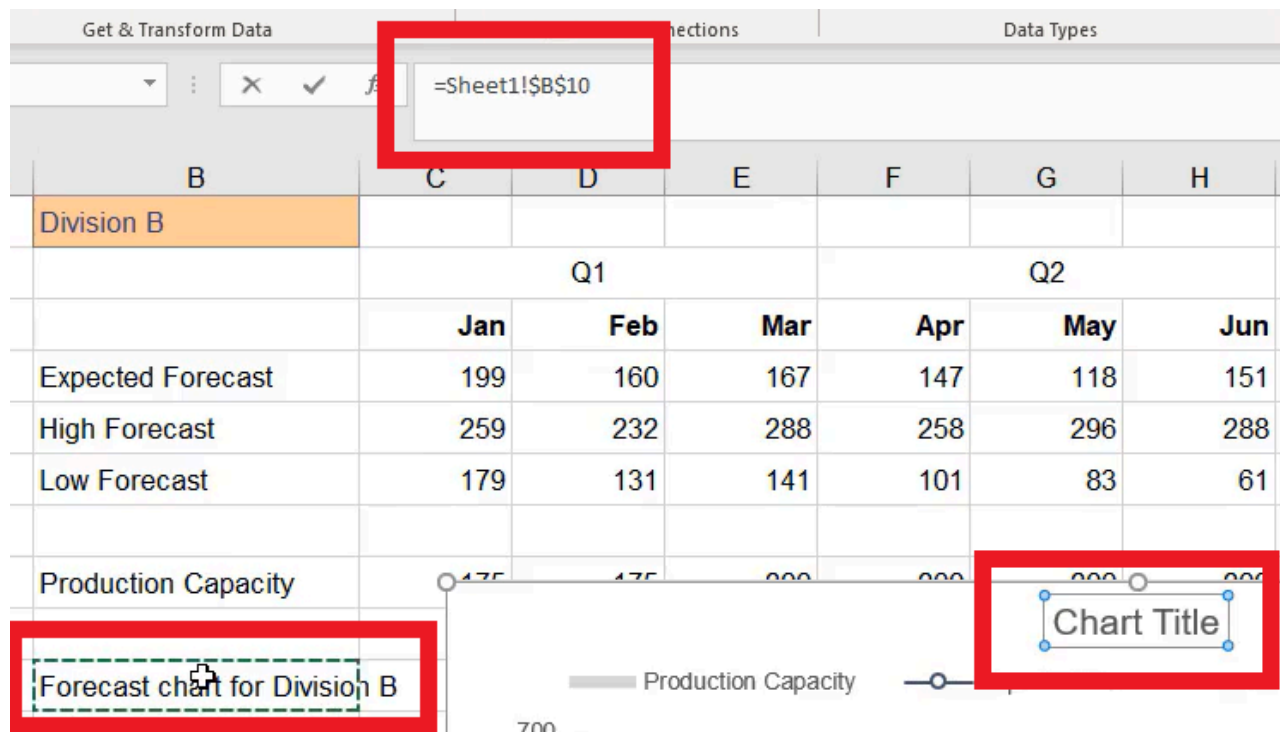 Get & Transform Data nections Data Types
=Sheet1!$B$10
B C D E F G H
Division B
Q1 Q2
Jan Feb Mar Apr May Jun
Expected Forecast 199 160 167 147 118 151
High Forecast 259 232 288 258 296 288
Low Forecast 179 131 141 101 83 61
Production Capacity
Chart Title
Forecast chart for Division B
Production Capacity
700